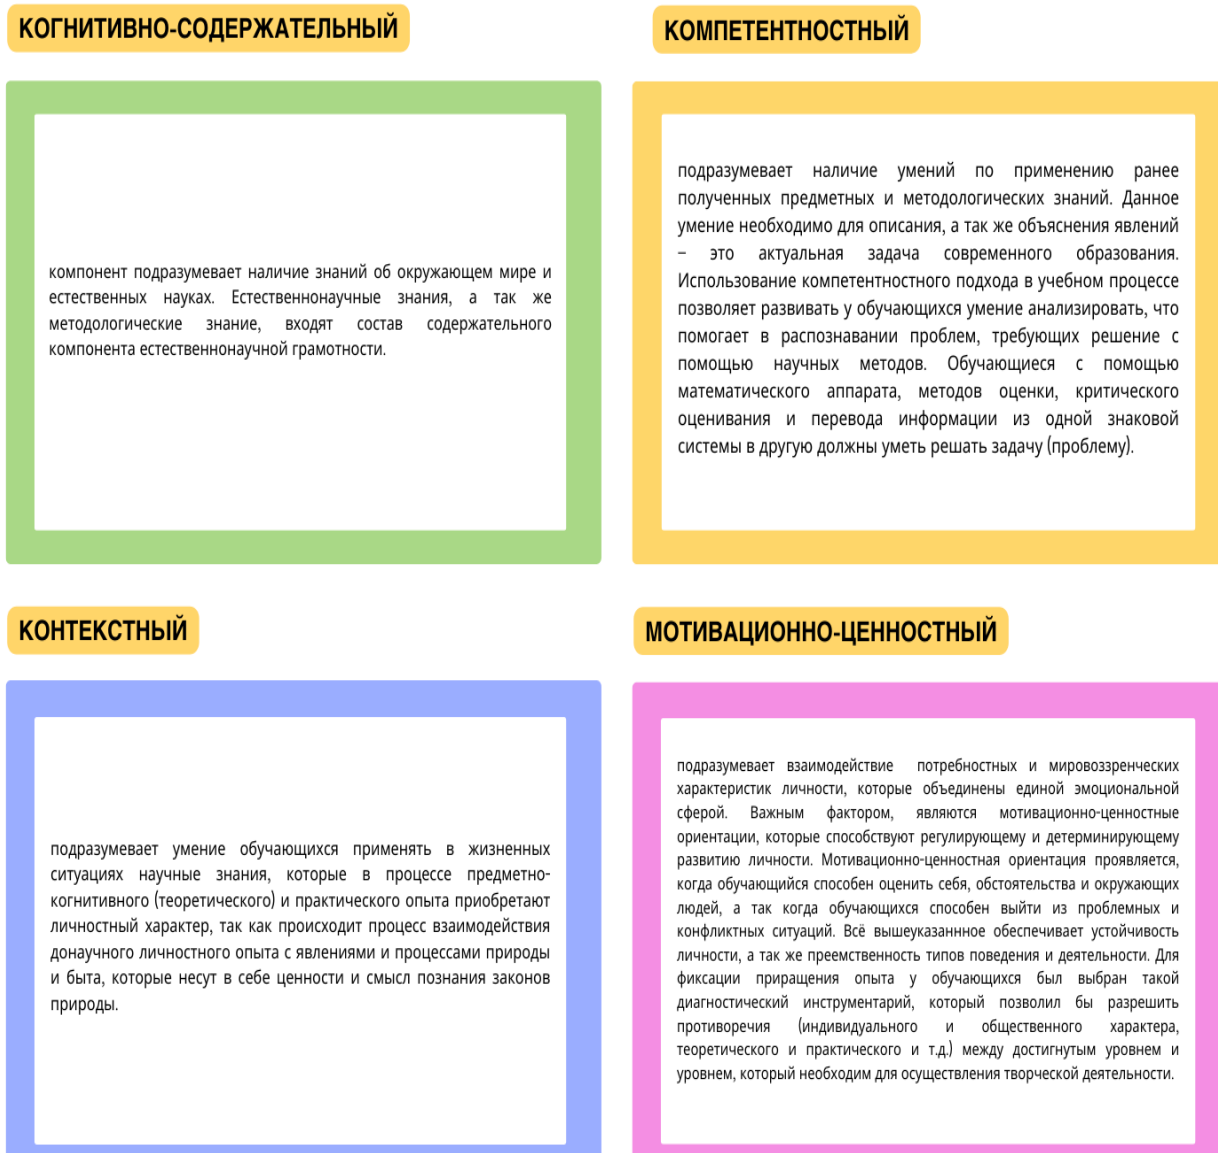 КОГНИТИВНО-СОДЕРЖАТЕЛЬНЫЙ
компонент подразумевает наличие знаний об окружающем мире и
естественных науках. Естественнонаучные знания, а так же
методологические знание, входят состав содержательного
компонента естественнонаучной грамотности.
КОМПЕТЕНТНОСТНЫЙ
подразумевает наличие умений по применению ранее
полученных предметных и методологических знаний. Данное
умение необходимо для описания, а так же объяснения явлений
– это актуальная задача современного образования.
Использование компетентностного подхода в учебном процессе
позволяет развивать у обучающихся умение анализировать, что
помогает в распознавании проблем, требующих решение с
помощью научных методов. Обучающиеся с помощью
математического аппарата, методов оценки, критического
оценивания и перевода информации из одной знаковой
системы в другую должны уметь решать задачу (проблему).
КОНТЕКСТНЫЙ
подразумевает умение обучающихся применять в жизненных
ситуациях научные знания, которые в процессе предметно-
когнитивного (теоретического) и практического опыта приобретают
личностный характер, так как происходит процесс взаимодействия
донаучного личностного опыта с явлениями и процессами природы
и быта, которые несут в себе ценности и смысл познания законов
природы.
МОТИВАЦИОННО-ЦЕННОСТНЫЙ
подразумевает взаимодействие потребностных и мировоззренческих
характеристик личности, которые объединены единой эмоциональной
сферой. Важным фактором, являются мотивационно-ценностные
ориентации, которые способствуют регулирующему и детерминирующему
развитию личности. Мотивационно-ценностная ориентация проявляется,
когда обучающийся способен оценить себя, обстоятельства и окружающих
людей, а так когда обучающихся способен выйти из проблемных и
конфликтных ситуаций. Всё вышеуказаннное обеспечивает устойчивость
личности, а так же преемственность типов поведения и деятельности. Для
фиксации приращения опыта у обучающихся был выбран такой
диагностический инструментарий, который позволил бы разрешить
противоречия (индивидуального и общественного характера,
теоретического и практического и т.д.) между достигнутым уровнем и
уровнем, который необходим для осуществления творческой деятельности.